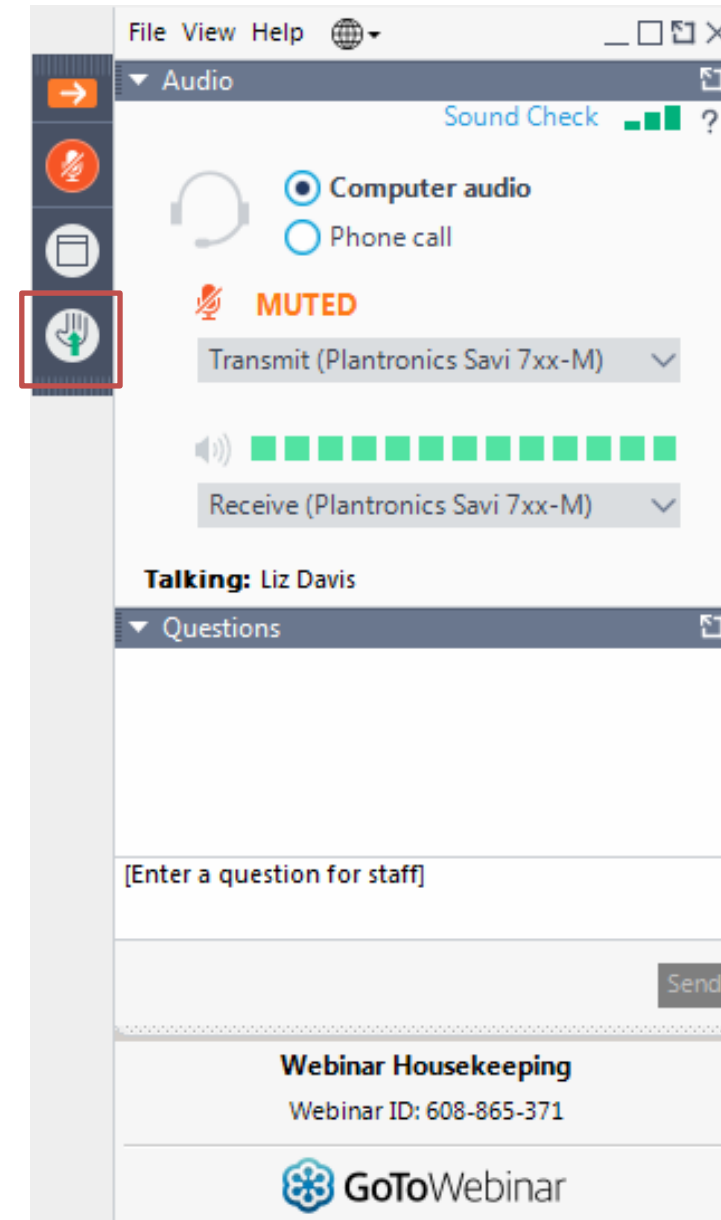 File View Help
Audio
Sound Check ?
Computer audio
Phone call
MUTED
Transmit (Plantronics Savi 7xx-M)
Receive (Plantronics Savi 7xx-M)
Talking: Liz Davis
Questions
[Enter a question for staff]
Send
Webinar Housekeeping
Webinar ID: 608-865-371
GoToWebinar